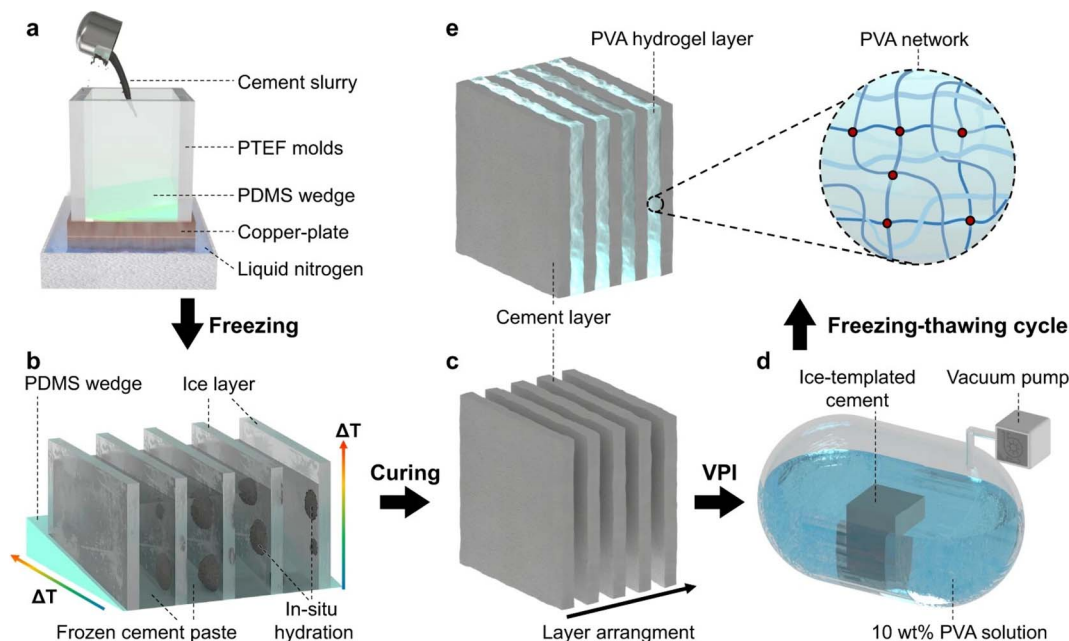 a
Cement slurry
PTEF molds
PDMS wedge
Copper-plate
Liquid nitrogen
Freezing
b
PDMS wedge
Ice layer
ΔT
ΔT
Frozen cement paste
In-situ
hydration
Curing
e
PVA hydrogel layer
PVA network
Cement layer
c
Layer arrangment
VPI
Freezing-thawing cycle
d
Ice-templated
cement
Vacuum pump
10 wt% PVA solution